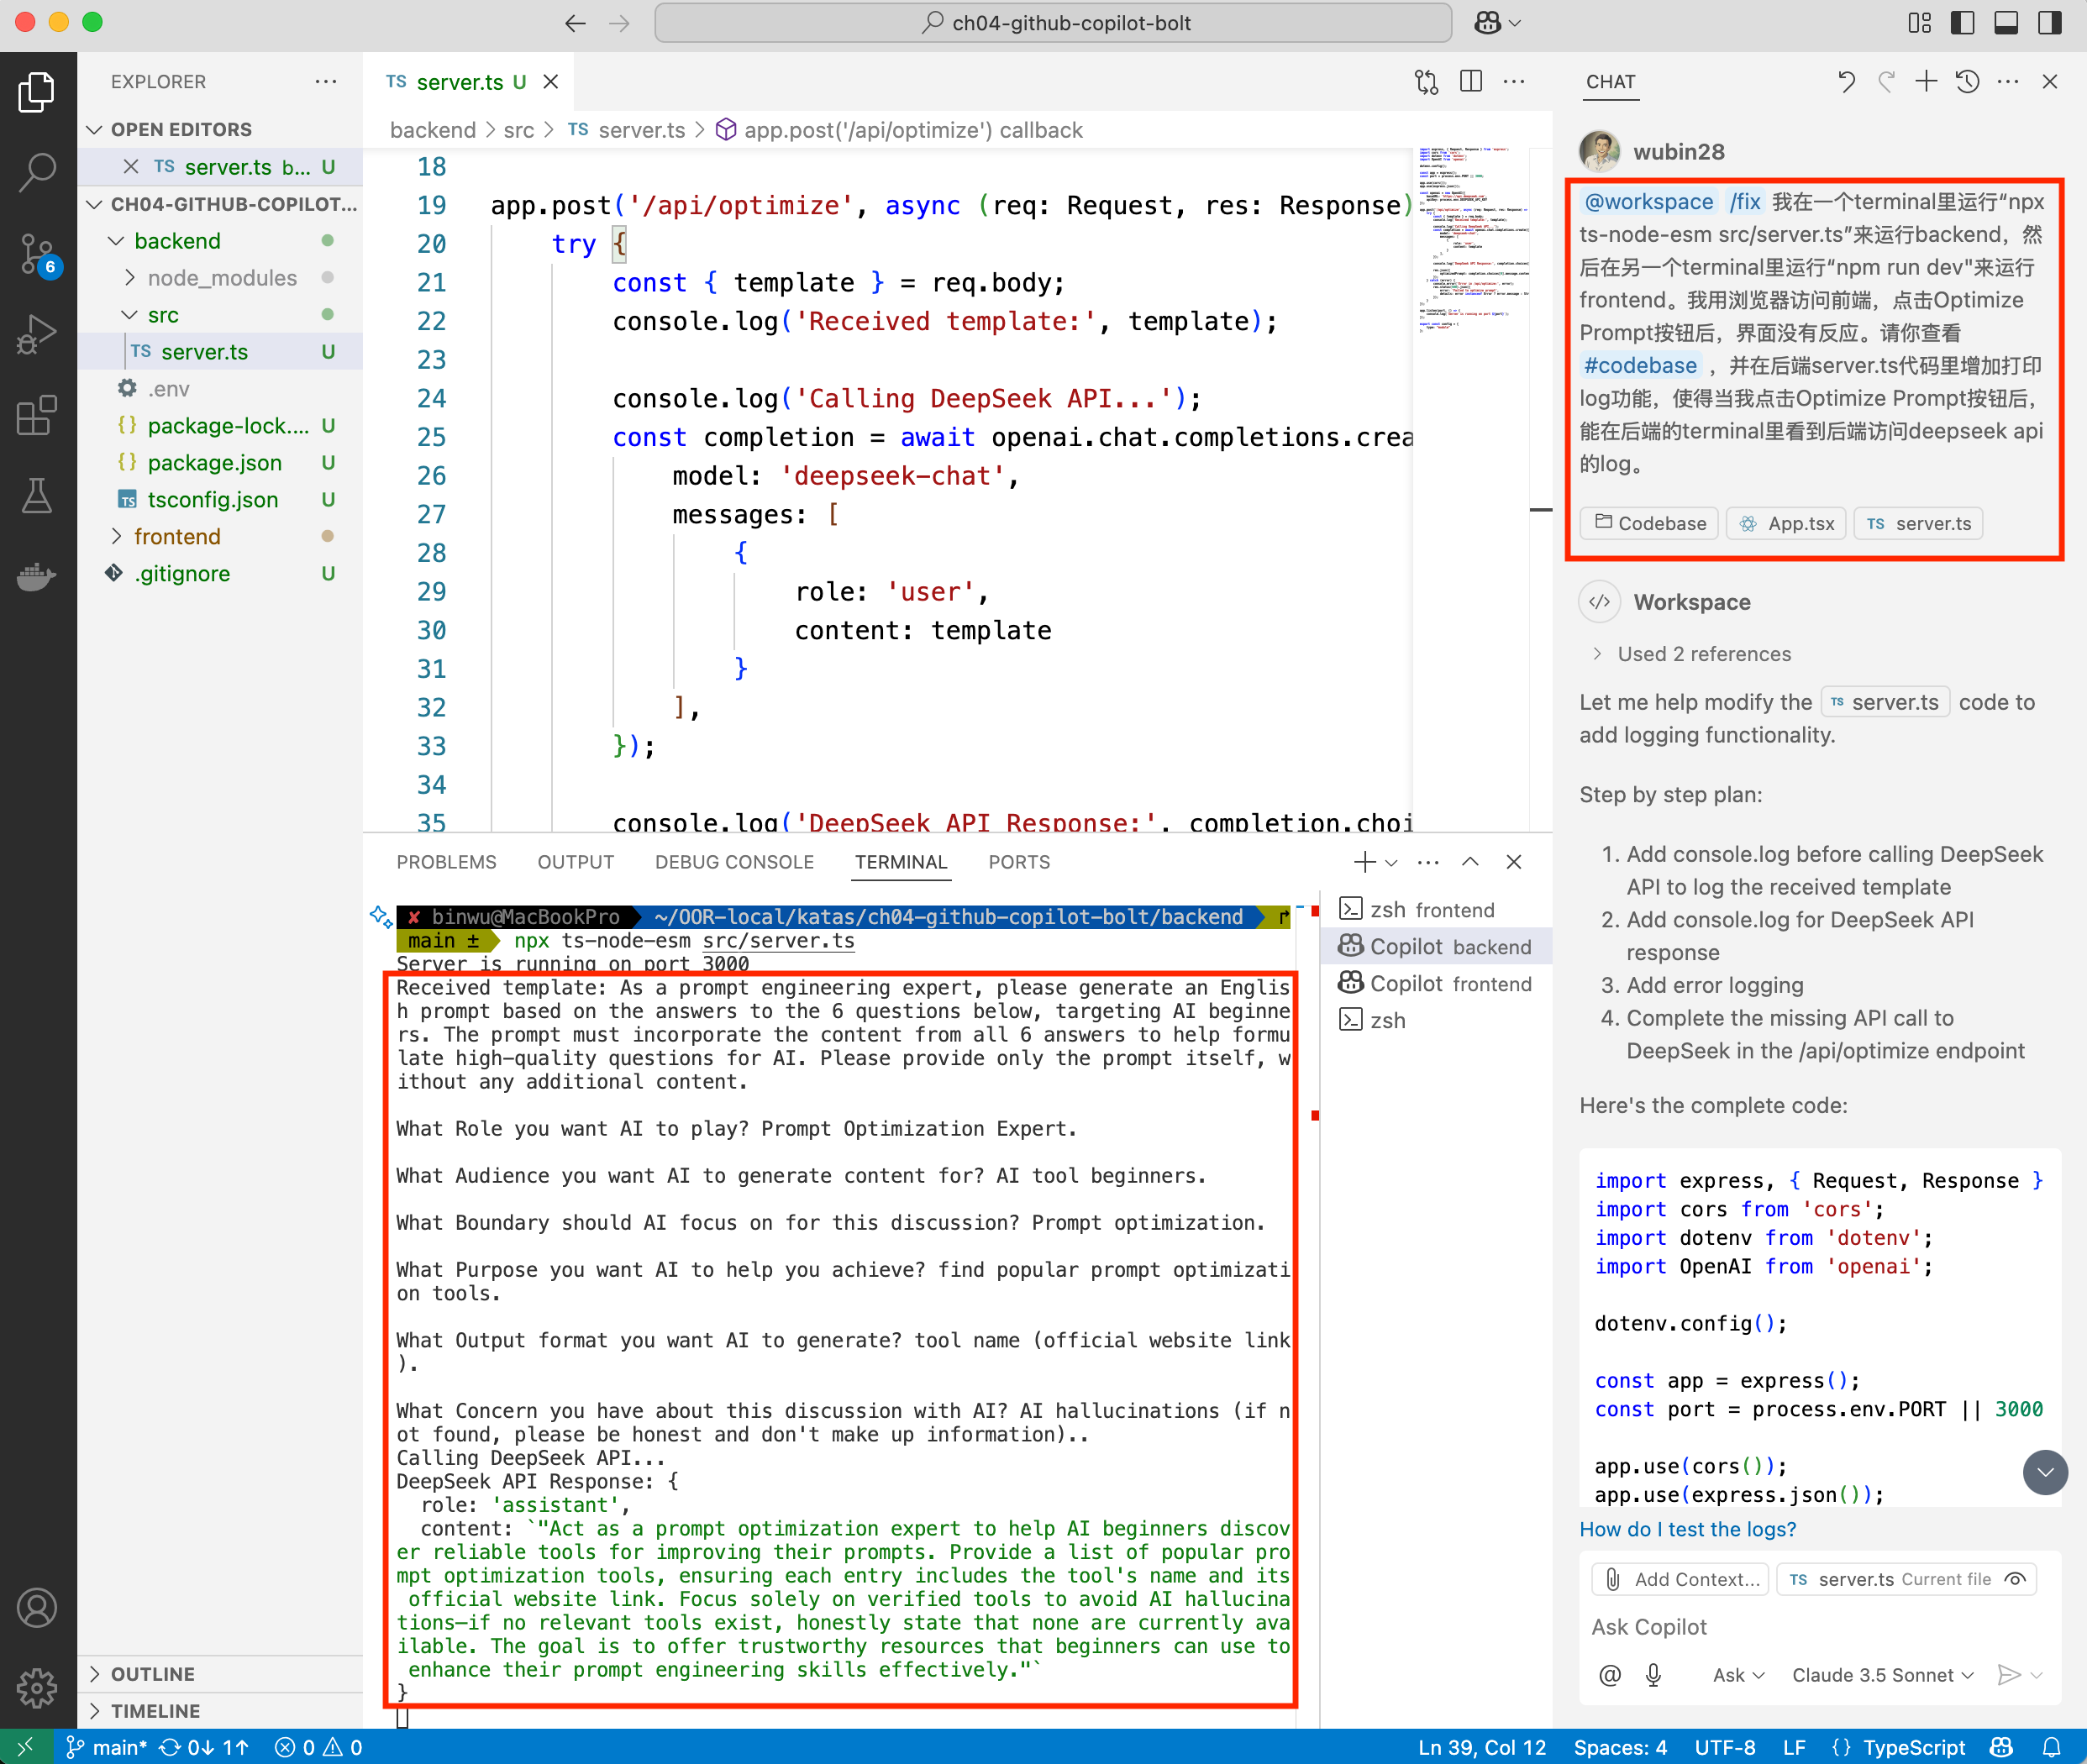 ch04-github-copilot-bolt
EXPLORER
OPEN EDITORS
TS server.ts b... U
CH04-GITHUB-COPILOT...
backend
node_modules
src
TS server.ts U
.env
{} package-lock.... U
{} package.json U
TS tsconfig.json U
frontend
.gitignore U
OUTLINE
TIMELINE
6
TS server.ts U
backend > src > TS server.ts > app.post('/api/optimize') callback
18
19 app.post('/api/optimize', async (req: Request, res: Response)
20 try {
21 const { template } = req.body;
22 console.log('Received template:', template);
23
24 console.log('Calling DeepSeek API...');
25 const completion = await openai.chat.completions.crea
26 model: 'deepseek-chat',
27 messages: [
28 {
29 role: 'user',
30 content: template
31 }
32 ],
33 });
34
35 console.log('DeepSeek API Response:', completion.choi
PROBLEMS OUTPUT DEBUG CONSOLE TERMINAL PORTS
✘ binwu@MacBookPro ~/OOR-local/katas/ch04-github-copilot-bolt/backend
main ± npx ts-node-esm src/server.ts
Server is running on port 3000
Received template: As a prompt engineering expert, please generate an Englis
h prompt based on the answers to the 6 questions below, targeting AI beginne
rs. The prompt must incorporate the content from all 6 answers to help formu
late high-quality questions for AI. Please provide only the prompt itself, w
ithout any additional content.
What Role you want AI to play? Prompt Optimization Expert.
What Audience you want AI to generate content for? AI tool beginners.
What Boundary should AI focus on for this discussion? Prompt optimization.
What Purpose you want AI to help you achieve? find popular prompt optimizati
on tools.
What Output format you want AI to generate? tool name (official website link
).
What Concern you have about this discussion with AI? AI hallucinations (if n
ot found, please be honest and don't make up information)..
Calling DeepSeek API...
DeepSeek API Response: {
role: 'assistant',
content: `"Act as a prompt optimization expert to help AI beginners discov
er reliable tools for improving their prompts. Provide a list of popular pro
mpt optimization tools, ensuring each entry includes the tool's name and its
official website link. Focus solely on verified tools to avoid AI hallucina
tions—if no relevant tools exist, honestly state that none are currently ava
ilable. The goal is to offer trustworthy resources that beginners can use to
enhance their prompt engineering skills effectively."`
}
zsh frontend
Copilot backend
Copilot frontend
zsh
CHAT
wubin28
@workspace /fix 我在一个terminal里运行“npx
ts-node-esm src/server.ts”来运行backend，然
后在另一个terminal里运行“npm run dev"来运行
frontend。我用浏览器访问前端，点击Optimize
Prompt按钮后，界面没有反应。请你查看
#codebase ，并在后端server.ts代码里增加打印
log功能，使得当我点击Optimize Prompt按钮后，
能在后端的terminal里看到后端访问deepseek api
的log。
Codebase App.tsx TS server.ts
Workspace
Used 2 references
Let me help modify the TS server.ts code to
add logging functionality.
Step by step plan:
1. Add console.log before calling DeepSeek
API to log the received template
2. Add console.log for DeepSeek API
response
3. Add error logging
4. Complete the missing API call to
DeepSeek in the /api/optimize endpoint
Here's the complete code:
import express, { Request, Response }
import cors from 'cors';
import dotenv from 'dotenv';
import OpenAI from 'openai';
dotenv.config();
const app = express();
const port = process.env.PORT || 3000
app.use(cors());
app.use(express.json());
How do I test the logs?
Add Context... TS server.ts Current file
Ask Copilot
@ Ask Claude 3.5 Sonnet
main* 0↓ 1↑ 0 0 Ln 39, Col 12 Spaces: 4 UTF-8 LF {} TypeScript